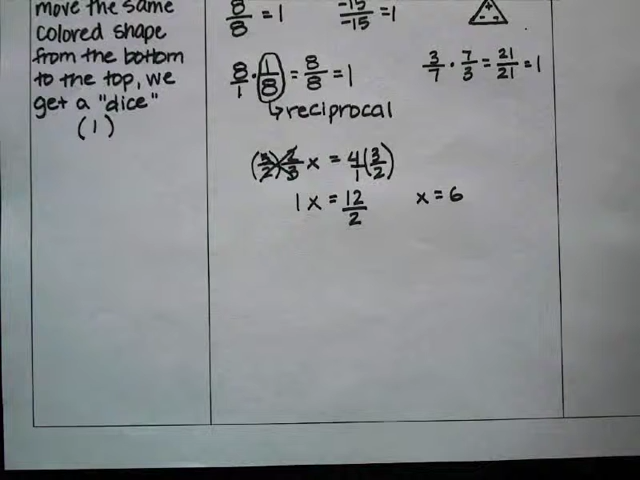 move the same
colored shape
from the bottom
to the top, we
get a "dice"
(1)
8/8 = 1
-15/-15 = 1
+
- -
8/1 · 1/8 = 8/8 = 1
reciprocal
3/7 · 7/3 = 21/21 = 1
(3/2) 2/3 x = 4/1 (3/2)
1x = 12/2
x = 6